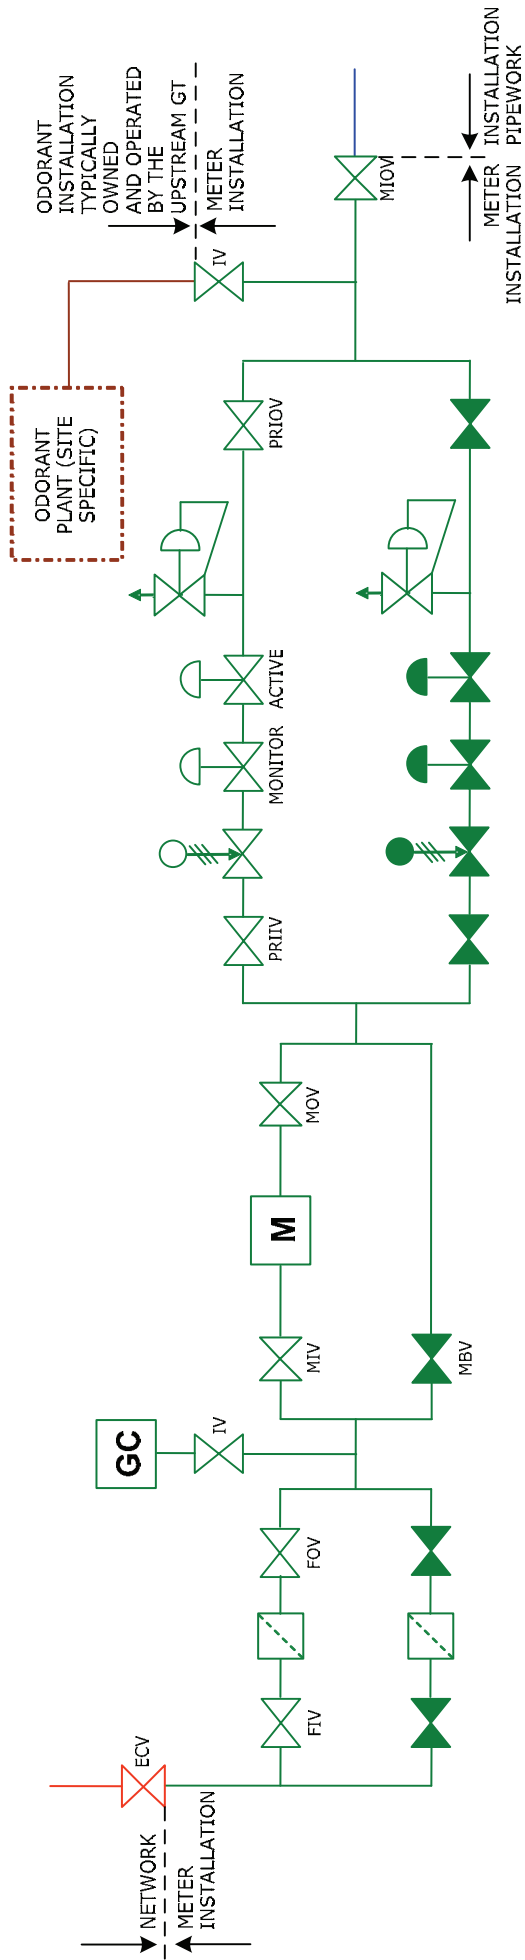 NETWORK
METER
INSTALLATION
ECV
FIV
FOV
GC
IV
MIV
M
MOV
MBV
PRIIV
MONITOR
ACTIVE
PRIOV
ODORANT
PLANT (SITE
SPECIFIC)
IV
ODORANT
INSTALLATION
TYPICALLY
OWNED
AND OPERATED
BY THE
UPSTREAM GT
METER
INSTALLATION
MIOV
METER
INSTALLATION
INSTALLATION
PIPEWORK